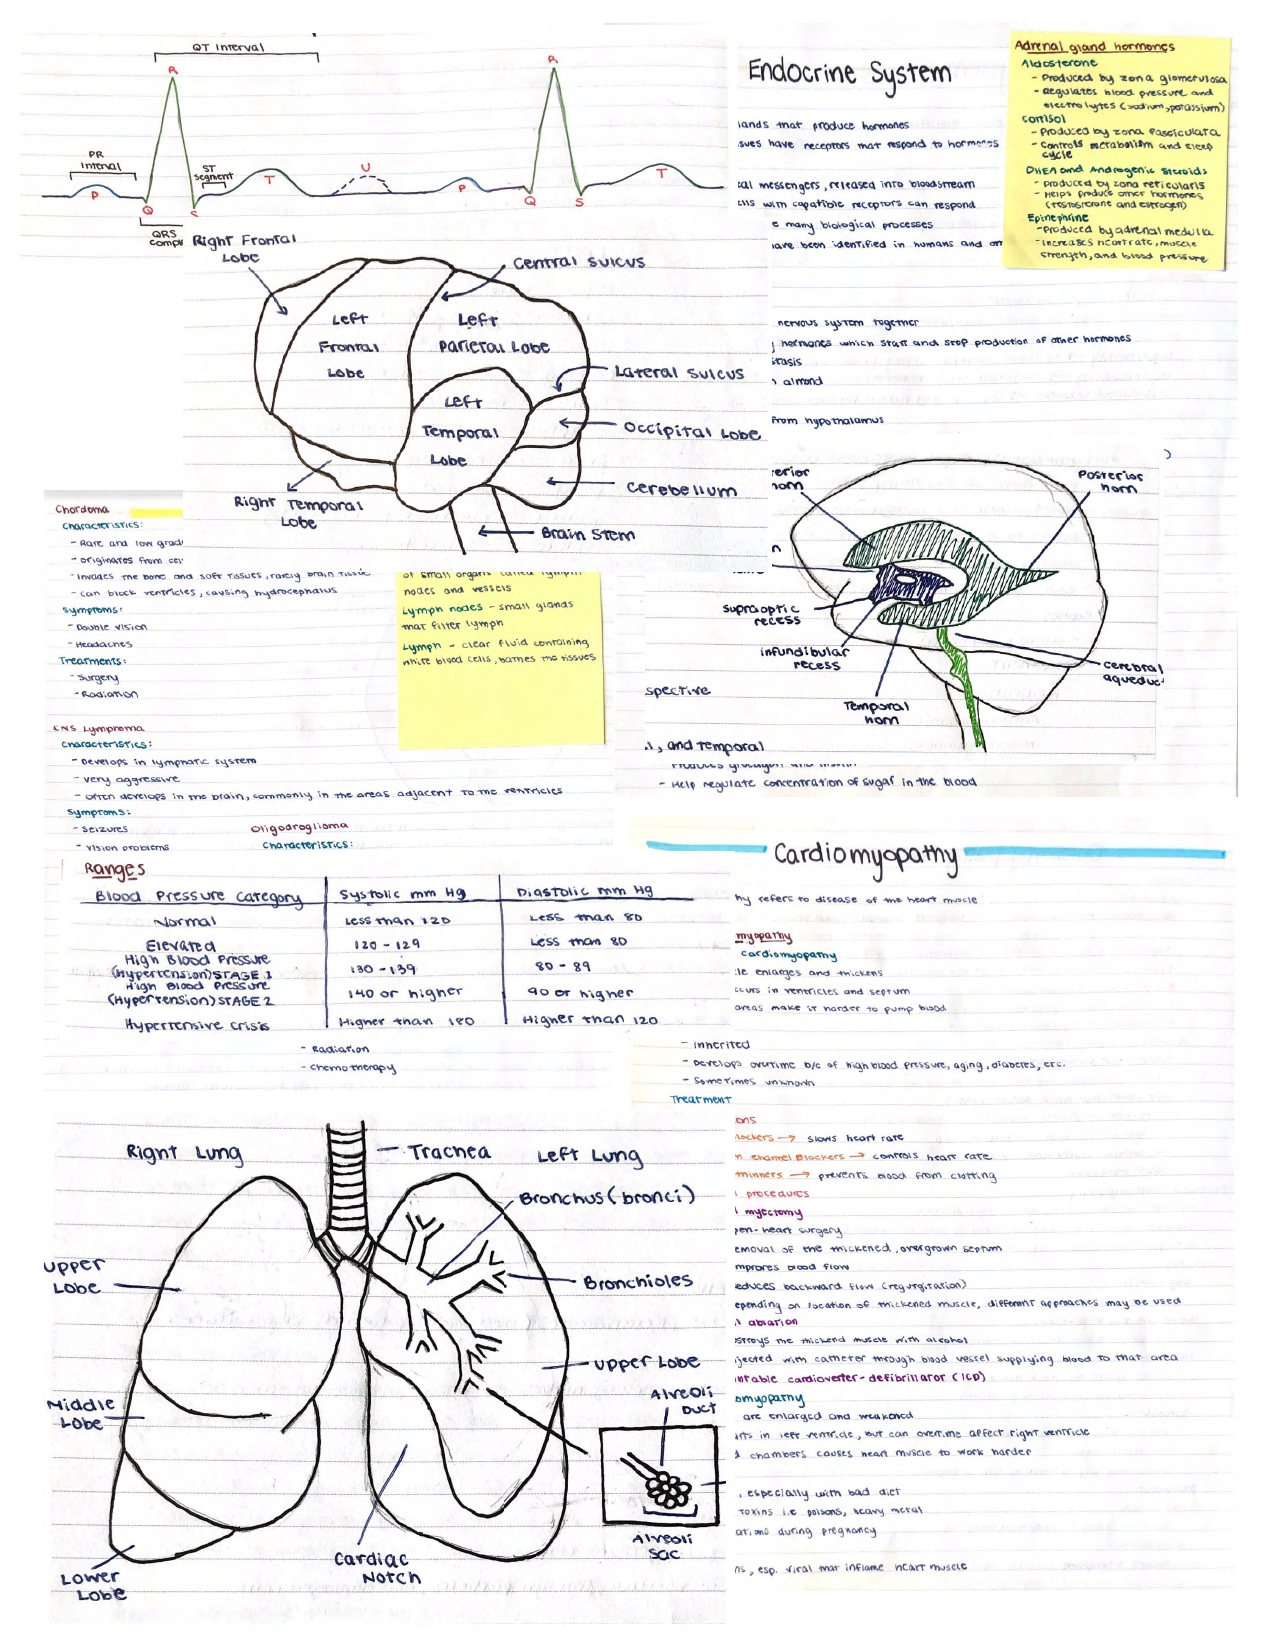 QT Interval
R
PR
Interval
P
Q
S
ST
Segment
T
U
QRS
P
R
Q
S
T
Endocrine System
lands that produce hormones
sues have receptors that respond to hormones
cal messengers, released into bloodstream
with capatible receptors can respond
e many biological processes
have been identified in humans and
Adrenal gland hormones
Aldosterone
- Produced by zona glomerulosa
- Regulates blood pressure and
electrolytes (sodium, potassium)
Cortisol
- Produced by zona fasciculata
- Controls metabolism and sleep
cycle
DHEA and Androgenic Steroids
- Produced by zona reticularis
- Helps produce other hormones
(testosterone and estrogen)
Epinephrine
- Produced by adrenal medulla
- Increases heartrate, muscle
strength, and blood pressure
nervous system together
hormones which start and stop production of other hormones
stasis
almond
from hypothalamus
Right Frontal
Lobe
Central Sulcus
Left
Frontal
Lobe
Left
Parietal Lobe
Lateral Sulcus
Left
Temporal
Lobe
Occipital Lobe
Cerebellum
Right Temporal
Lobe
Brain Stem
erior
horn
Posterior
horn
supraoptic
recess
infundibular
recess
Temporal
horn
cerebral
aqueduc
spective
, and Temporal
Produces glucagon and insulin
- Help regulate concentration of sugar in the blood
Chordoma
Characteristics:
- Rare and low grad
- originates from
- Invades the bone and soft tissues, rarely brain tissue
- can block ventricles, causing hydrocephalus
Symptoms:
- Double vision
- Headaches
Treatments:
- Surgery
- Radiation
of small organs called lymph
nodes and vessels
Lymph nodes - small glands
that filter lymph
Lymph - clear fluid containing
white blood cells, bathes the tissues
CNS Lymphoma
Characteristics:
- Develops in lymphatic system
- very aggressive
- often develops in the brain, commonly in the areas adjacent to the ventricles
Symptoms:
- Seizures
- vision problems
Oligodroglioma
Characteristics:
Ranges
Blood Pressure Category Systolic mm Hg Diastolic mm Hg
Normal Less than 120 Less than 80
Elevated 120 - 129 Less than 80
High Blood Pressure
(Hypertension) STAGE 1 130 - 139 80 - 89
High Blood Pressure
(Hypertension) STAGE 2 140 or higher 90 or higher
Hypertensive crisis Higher than 180 Higher than 120
- Radiation
- Chemotherapy
Cardiomyopathy
hy refers to disease of the heart muscle
myopathy
cardiomyopathy
le enlarges and thickens
ccurs in ventricles and septum
areas make it harder to pump blood
- Inherited
- Develops overtime b/c of high blood pressure, aging, diabetes, etc.
- Sometimes unknown
Treatment
ons
lockers → slows heart rate
channel Blockers → controls heart rate
thinners → prevents blood from clotting
procedures
myectomy
pen-heart surgery
emoval of the thickened, overgrown septum
mproves blood flow
educes backward flow (regurgitation)
epending on location of thickened muscle, different approaches may be used
ablation
stroys the thickend muscle with alcohol
jected with catheter through blood vessel supplying blood to that area
ntable cardioverter-defibrillator (ICD)
omyopathy
are enlarged and weakened
rts in left ventricle, but can overtime affect right ventricle
d chambers causes heart muscle to work harder
, especially with bad diet
toxins i.e poisons, heavy metal
ations during pregnancy
ns, esp. viral that inflame heart muscle
Right Lung
Trachea
Left Lung
Bronchus (bronci)
Upper
Lobe
Bronchioles
Upper Lobe
Middle
Lobe
Alveoli
Duct
Alveoli
Sac
Cardiac
Notch
Lower
Lobe